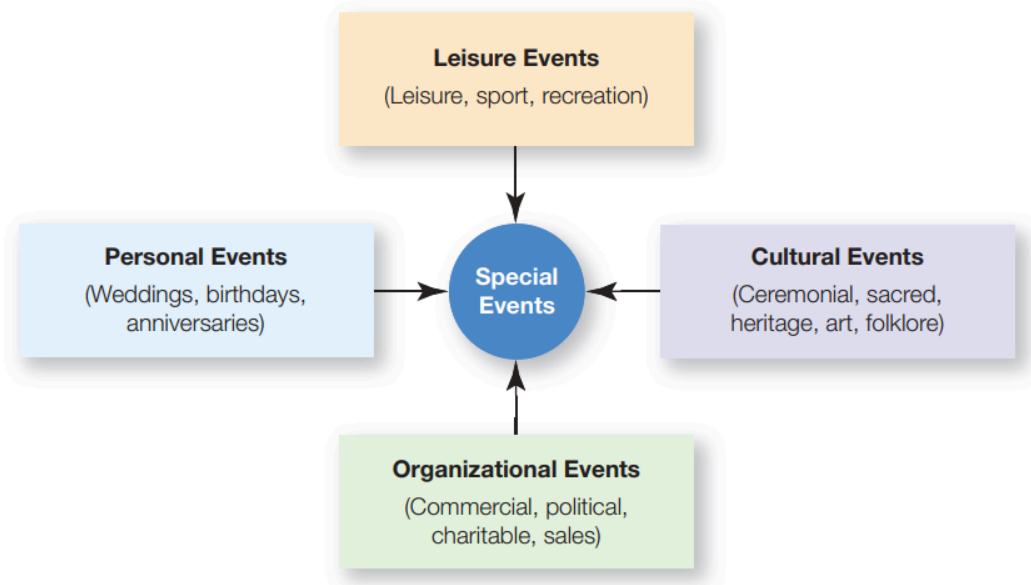 Leisure Events
(Leisure, sport, recreation)
Personal Events
(Weddings, birthdays,
anniversaries)
Special
Events
Cultural Events
(Ceremonial, sacred,
heritage, art, folklore)
Organizational Events
(Commercial, political,
charitable, sales)